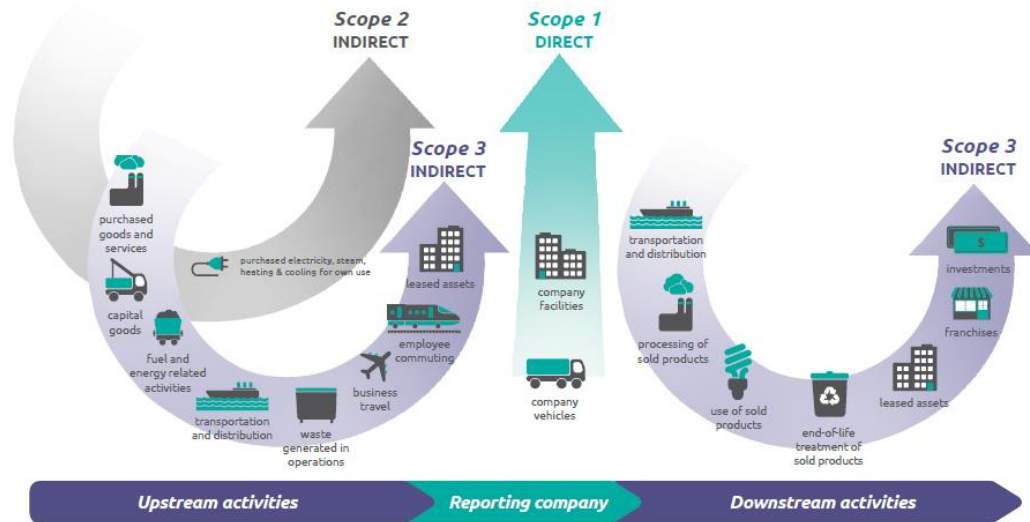 Scope 2
INDIRECT
Scope 1
DIRECT
Scope 3
INDIRECT
Scope 3
INDIRECT
purchased
goods and
services
capital
goods
fuel and
energy related
activities
purchased electricity, steam,
heating & cooling for own use
transportation
and distribution
waste
generated in
operations
business
travel
employee
commuting
leased assets
company
facilities
company
vehicles
transportation
and distribution
processing of
sold products
use of sold
products
end-of-life
treatment of
sold products
leased assets
franchises
$
investments
Upstream activities
Reporting company
Downstream activities